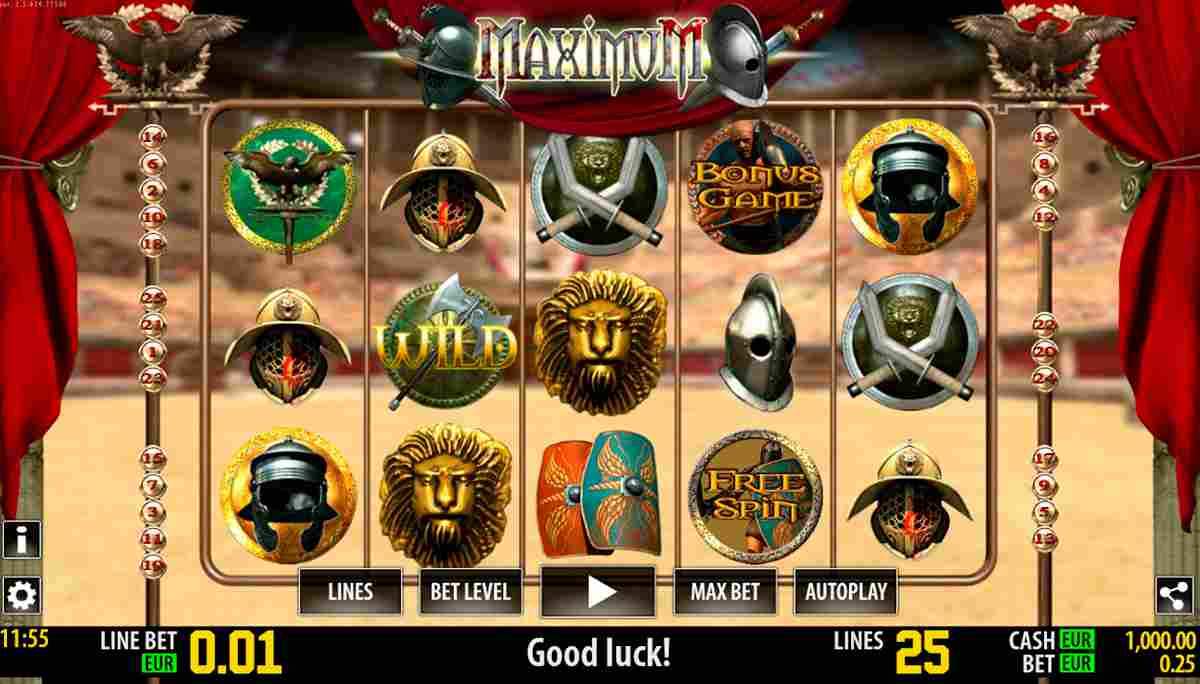 MAXIMUM
14
6
2
10
18
25
21
1
23
15
7
3
11
19
16
8
4
12
22
20
24
17
9
5
13
BONUS
GAME
WILD
FREE
SPIN
LINES
BET LEVEL
MAX BET
AUTOPLAY
11:55
LINE BET
EUR
0.01
Good luck!
LINES
25
CASH EUR 1,000.00
BET EUR 0.25